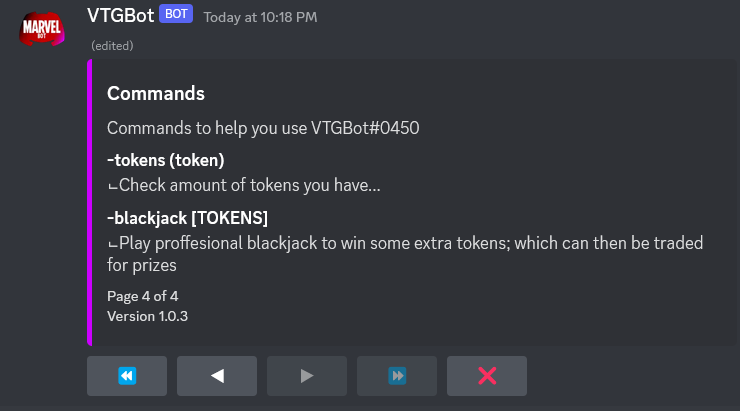 MARVEL
BOT
VTGBot BOT Today at 10:18 PM
(edited)
Commands
Commands to help you use VTGBot#0450
-tokens (token)
⌙Check amount of tokens you have...
-blackjack [TOKENS]
⌙Play proffesional blackjack to win some extra tokens; which can then be traded
for prizes
Page 4 of 4
Version 1.0.3